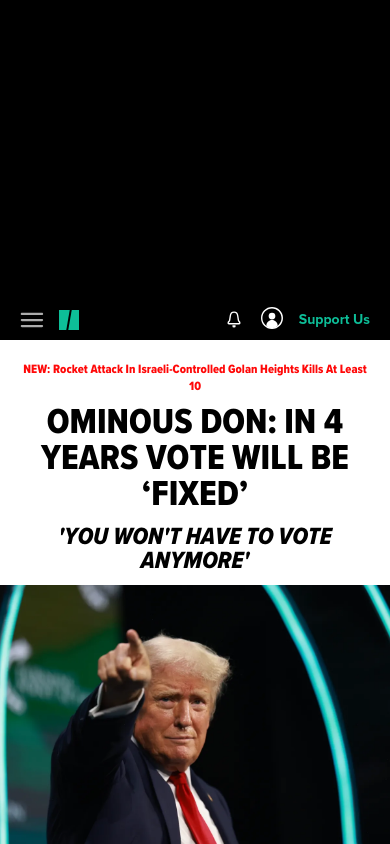 Support Us
NEW: Rocket Attack In Israeli-Controlled Golan Heights Kills At Least
10
OMINOUS DON: IN 4
YEARS VOTE WILL BE
‘FIXED’
'YOU WON'T HAVE TO VOTE
ANYMORE'